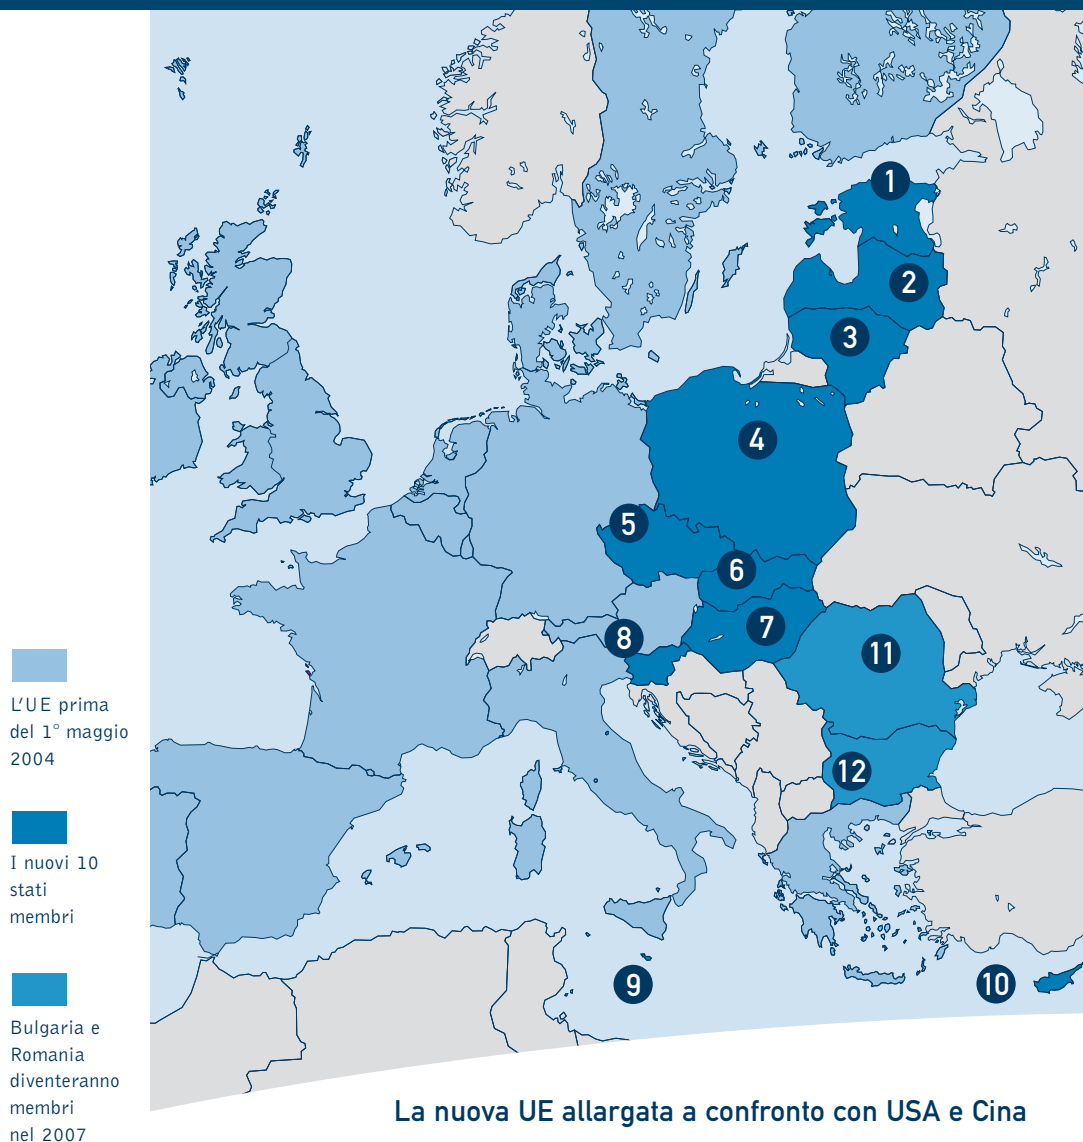 1
2
3
4
5
6
7
8
11
12
9
10
L'UE prima
del 1° maggio
2004
I nuovi 10
stati
membri
Bulgaria e
Romania
diventeranno
membri
nel 2007
La nuova UE allargata a confronto con USA e Cina